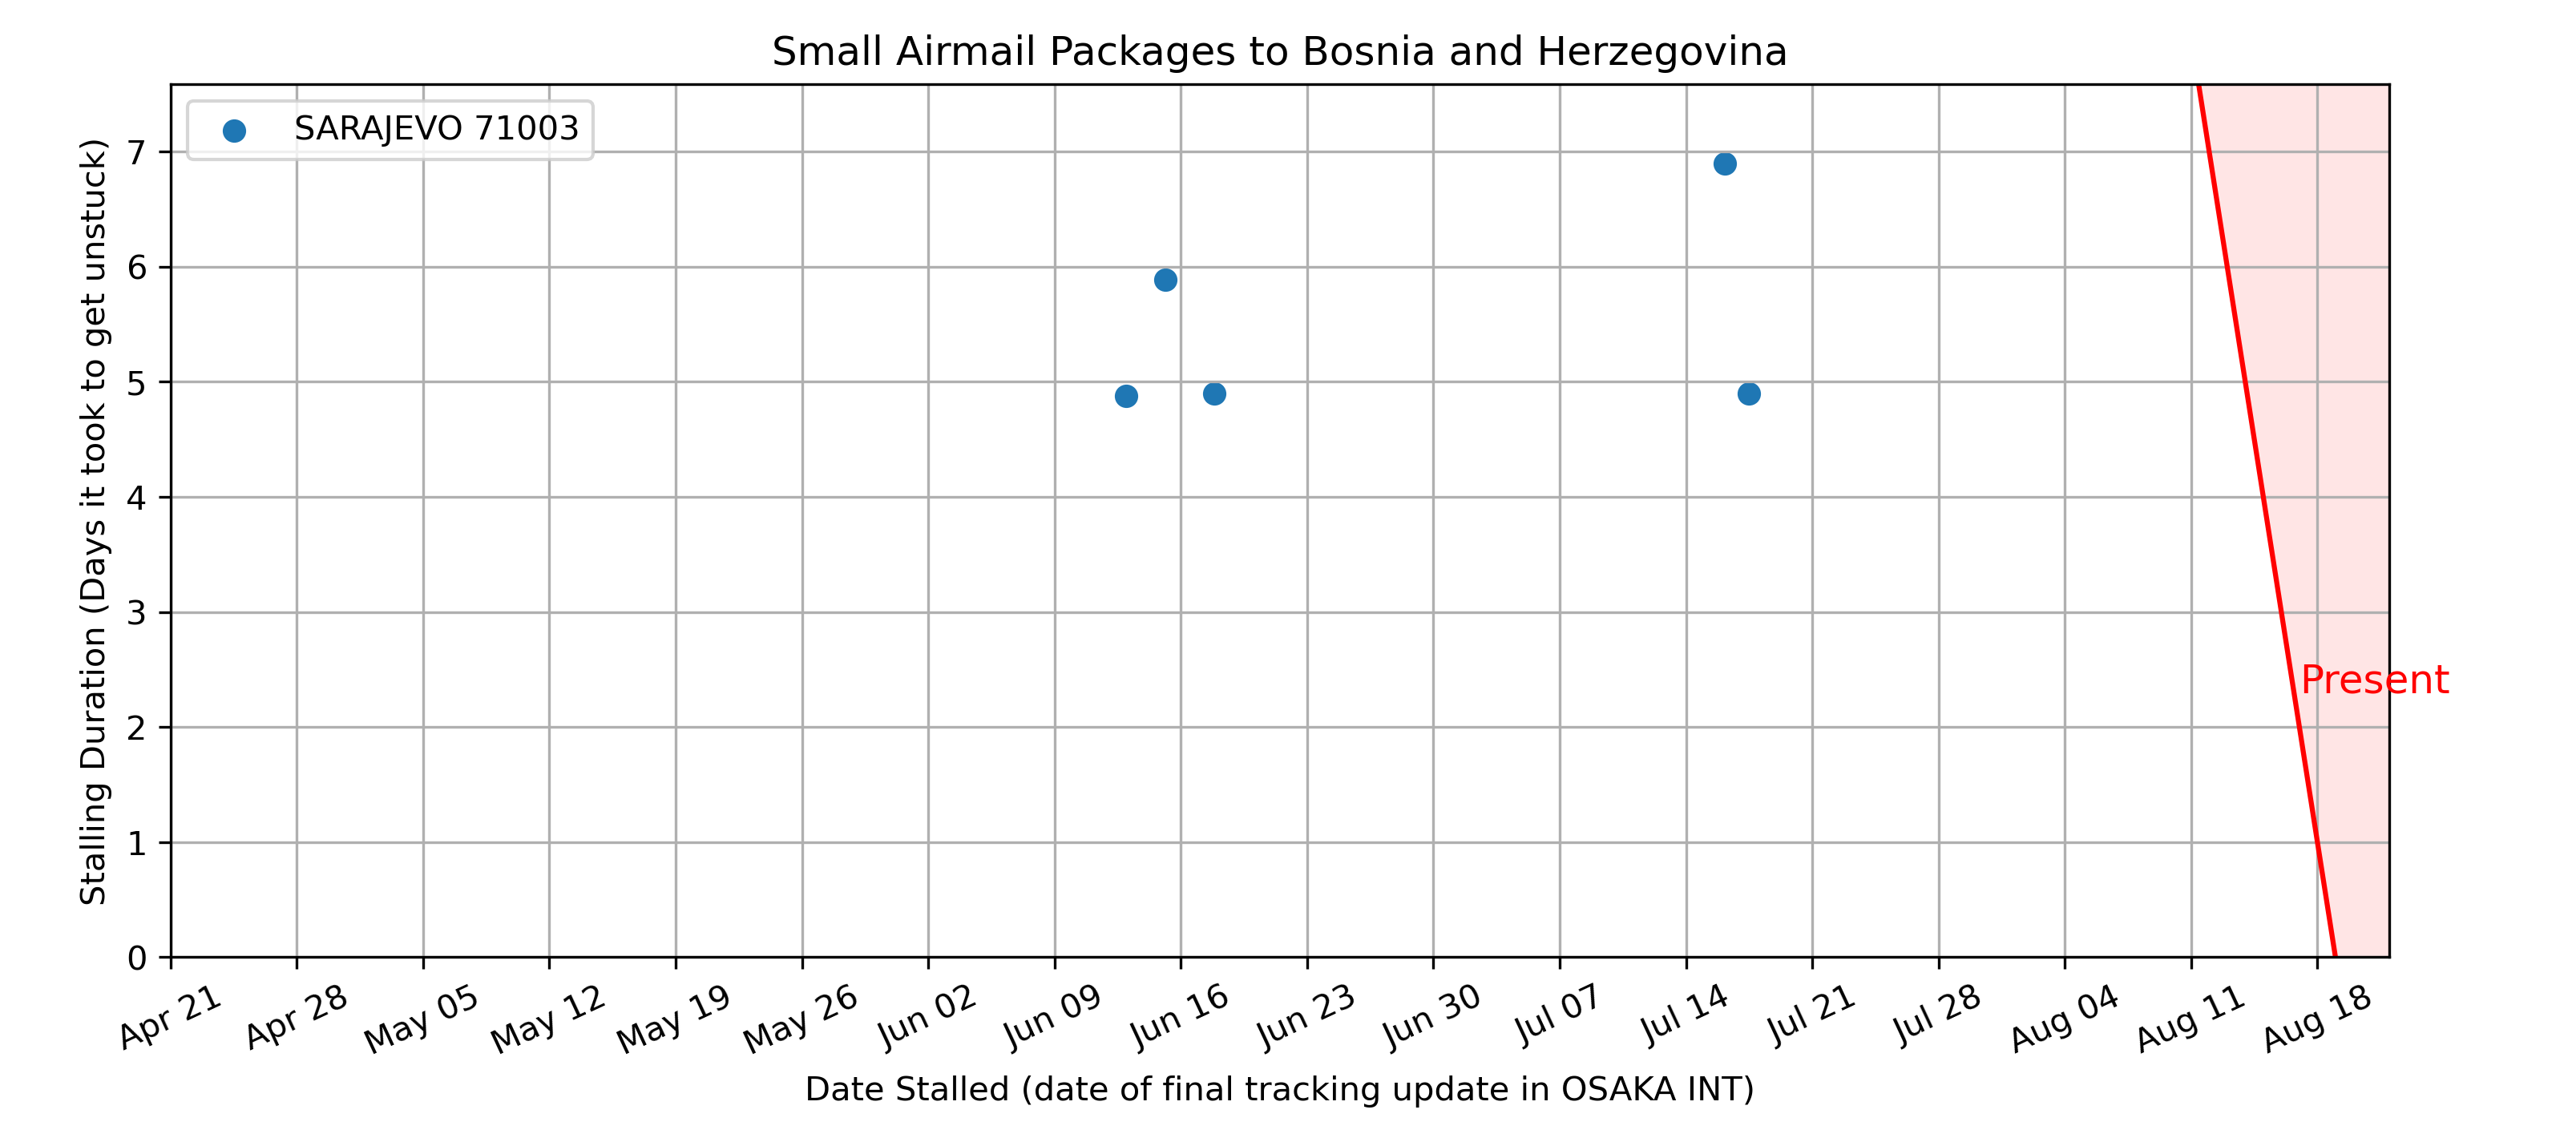 Small Airmail Packages to Bosnia and Herzegovina
SARAJEVO 71003
Stalling Duration (Days it took to get unstuck)
7
6
5
4
3
2
1
0
Present
Apr 21
Apr 28
May 05
May 12
May 19
May 26
Jun 02
Jun 09
Jun 16
Jun 23
Jun 30
Jul 07
Jul 14
Jul 21
Jul 28
Aug 04
Aug 11
Aug 18
Date Stalled (date of final tracking update in OSAKA INT)